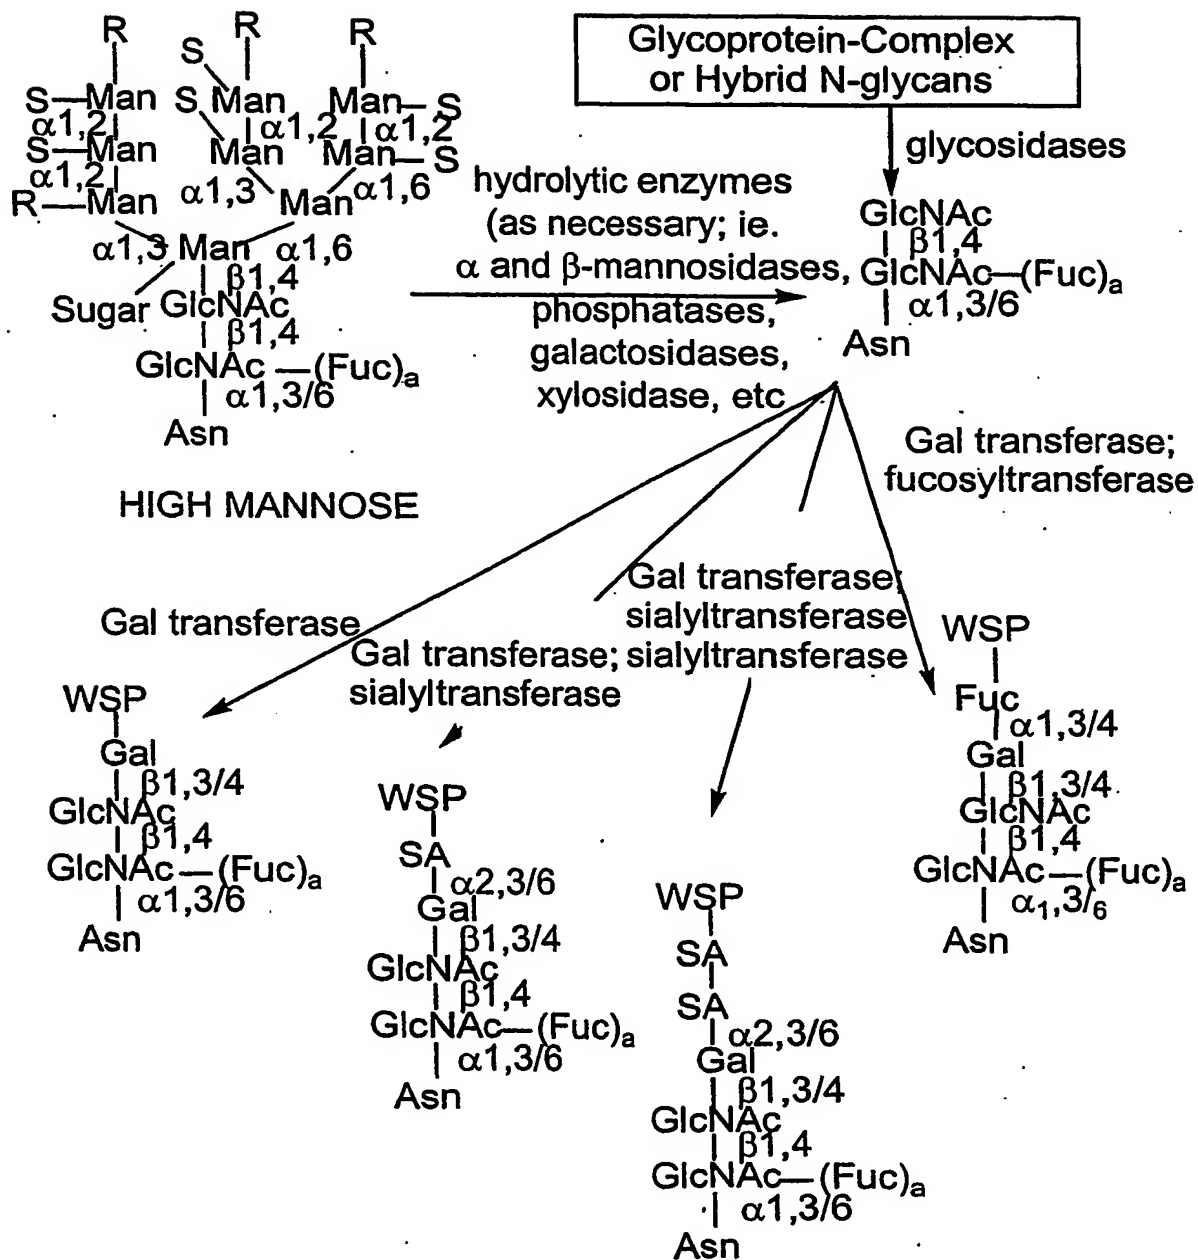 R
R
R
S
S—Man
S Man
Man—S
α1,2
α1,2
α1,2
S—Man
Man
Man—S
α1,2
α1,3
α1,6
R—Man
Man
α1,3 Man
α1,6
β1,4
Sugar GlcNAc
β1,4
GlcNAc —(Fuc)a
α1,3/6
Asn
HIGH MANNOSE
Glycoprotein-Complex
or Hybrid N-glycans
glycosidases
hydrolytic enzymes
(as necessary; ie.
α and β-mannosidases,
phosphatases,
galactosidases,
xylosidase, etc
GlcNAc
β1,4
GlcNAc—(Fuc)a
α1,3/6
Asn
Gal transferase;
fucosyltransferase
Gal transferase
Gal transferase;
sialyltransferase
Gal transferase;
sialyltransferase
sialyltransferase
WSP
Gal
β1,3/4
GlcNAc
β1,4
GlcNAc—(Fuc)a
α1,3/6
Asn
WSP
SA
α2,3/6
Gal
β1,3/4
GlcNAc
β1,4
GlcNAc—(Fuc)a
α1,3/6
Asn
WSP
SA
SA
α2,3/6
Gal
β1,3/4
GlcNAc
β1,4
GlcNAc—(Fuc)a
α1,3/6
Asn
WSP
Fuc
α1,3/4
Gal
β1,3/4
GlcNAc
β1,4
GlcNAc—(Fuc)a
α1,3/6
Asn